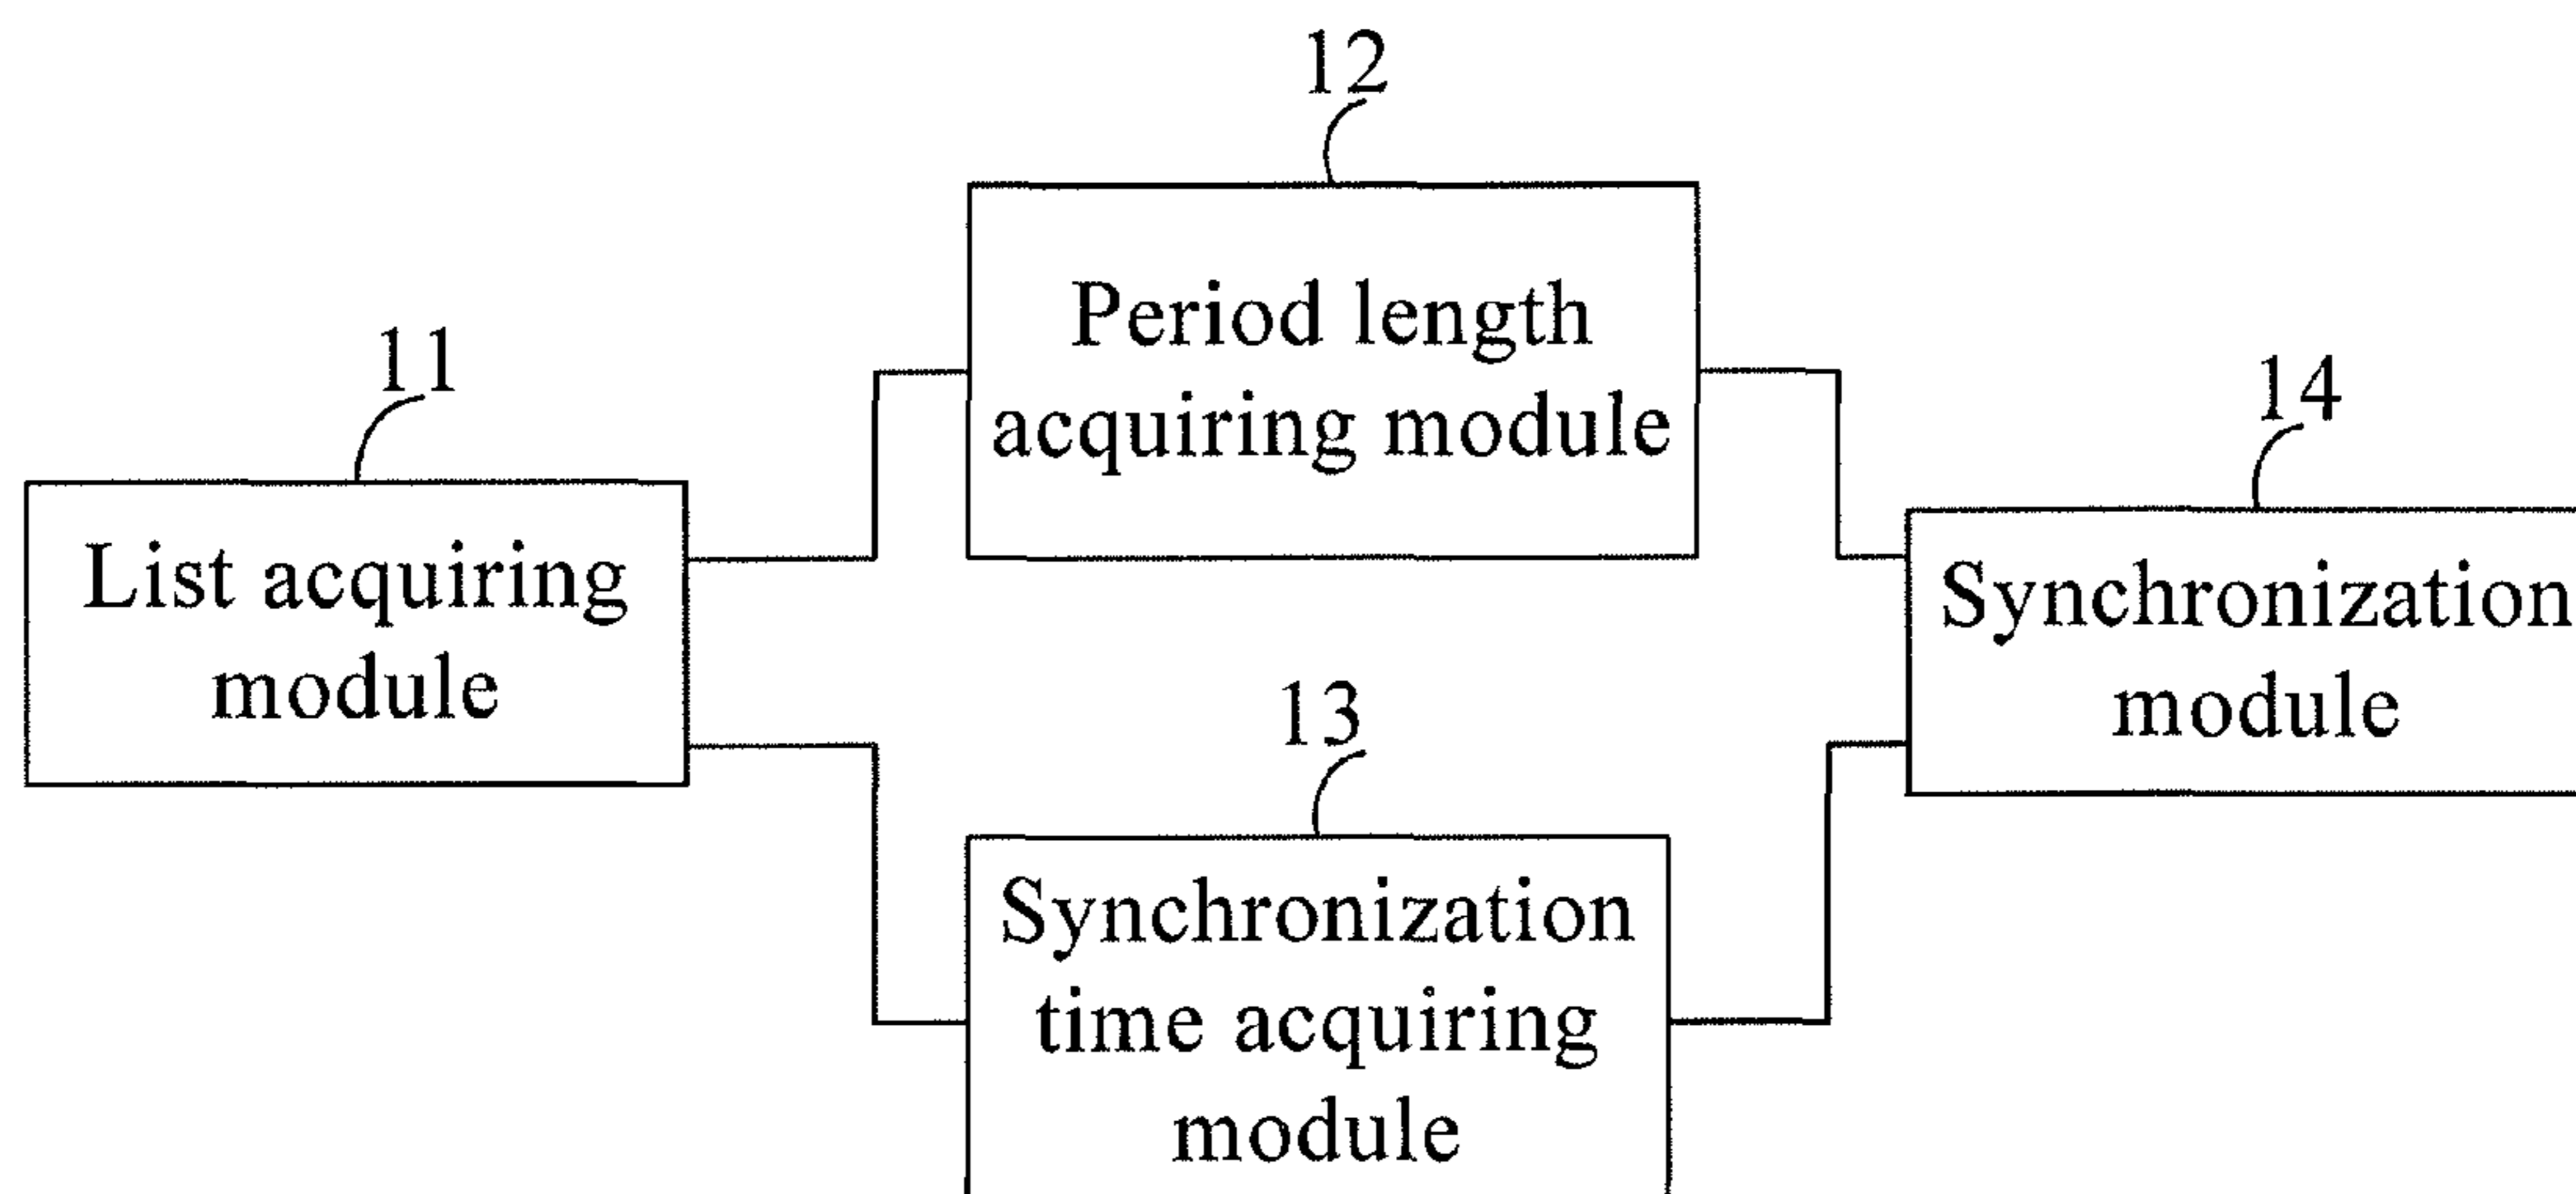 12
Period length
acquiring module
11
List acquiring
module
14
Synchronization
module
13
Synchronization
time acquiring
module